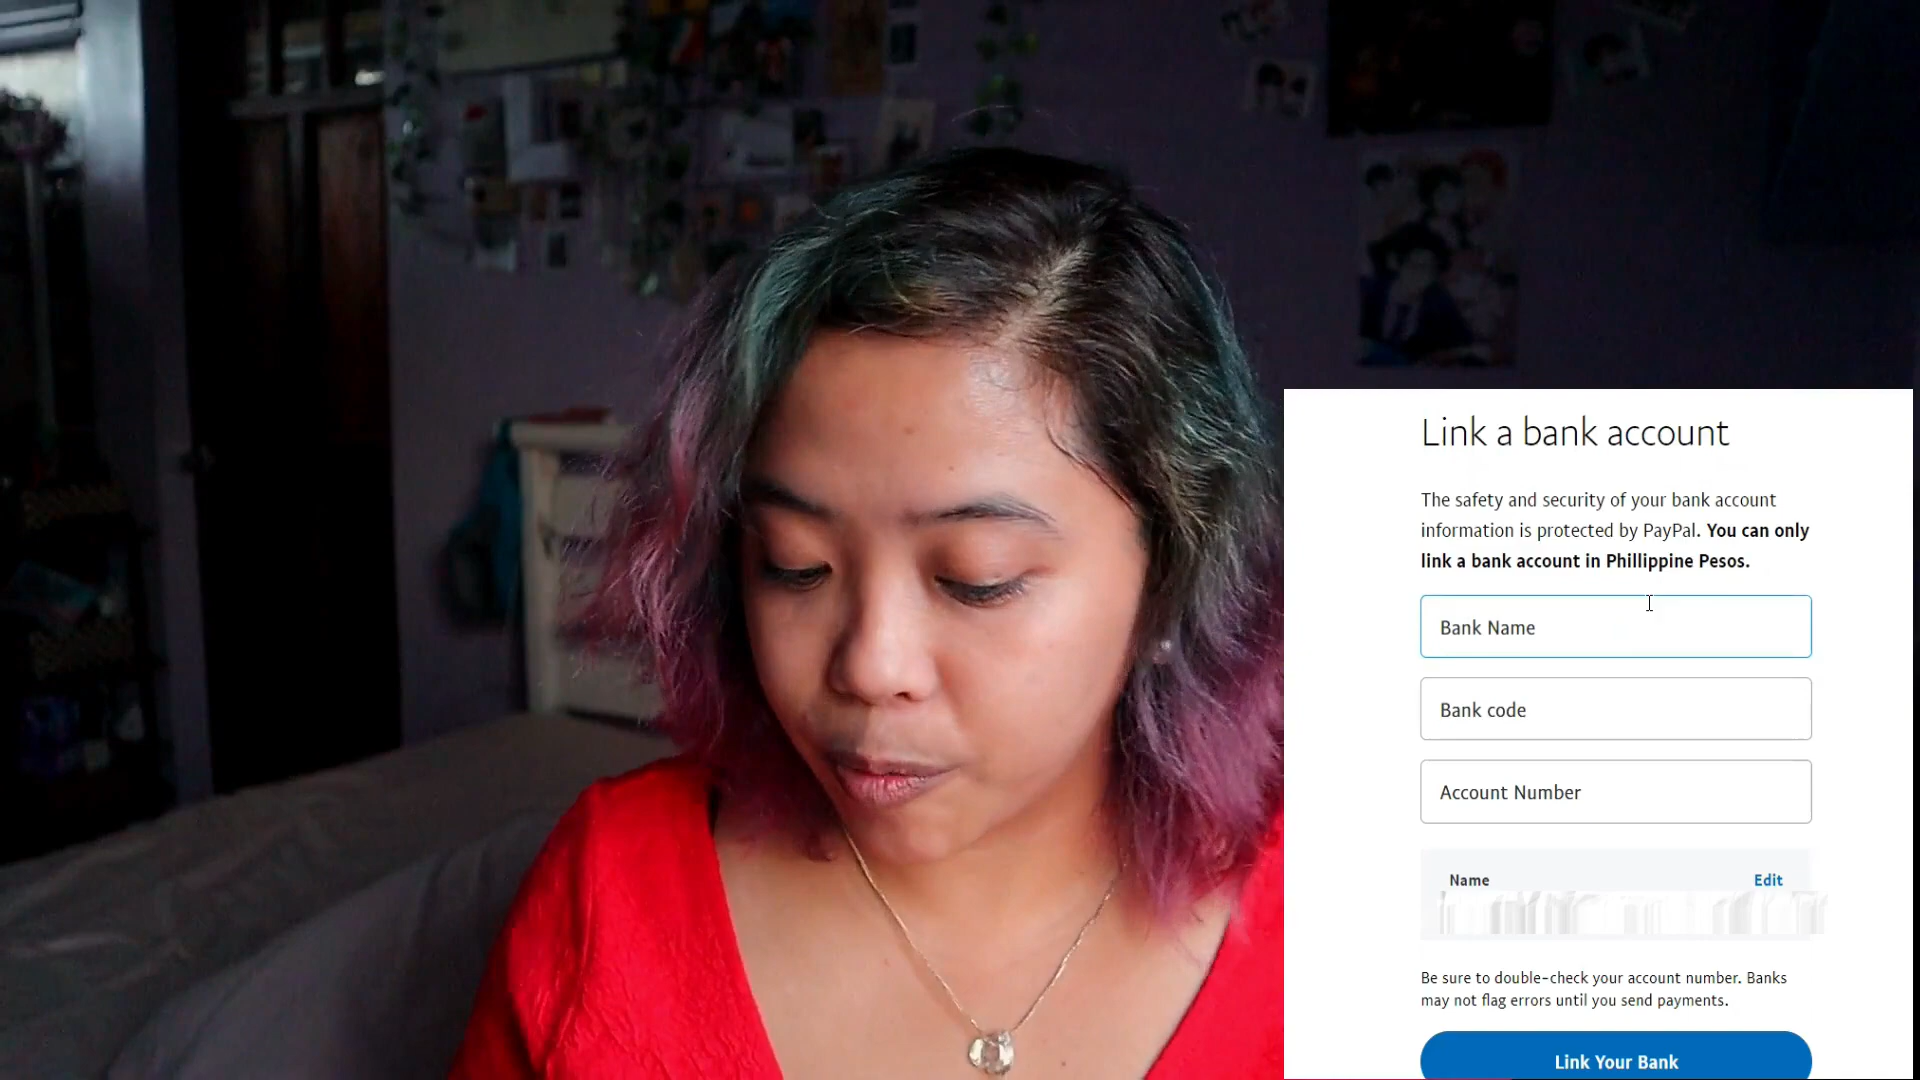 Link a bank account
The safety and security of your bank account
information is protected by PayPal. You can only
link a bank account in Phillippine Pesos.
Bank Name
Bank code
Account Number
Name
Edit
Be sure to double-check your account number. Banks
may not flag errors until you send payments.
Link Your Bank